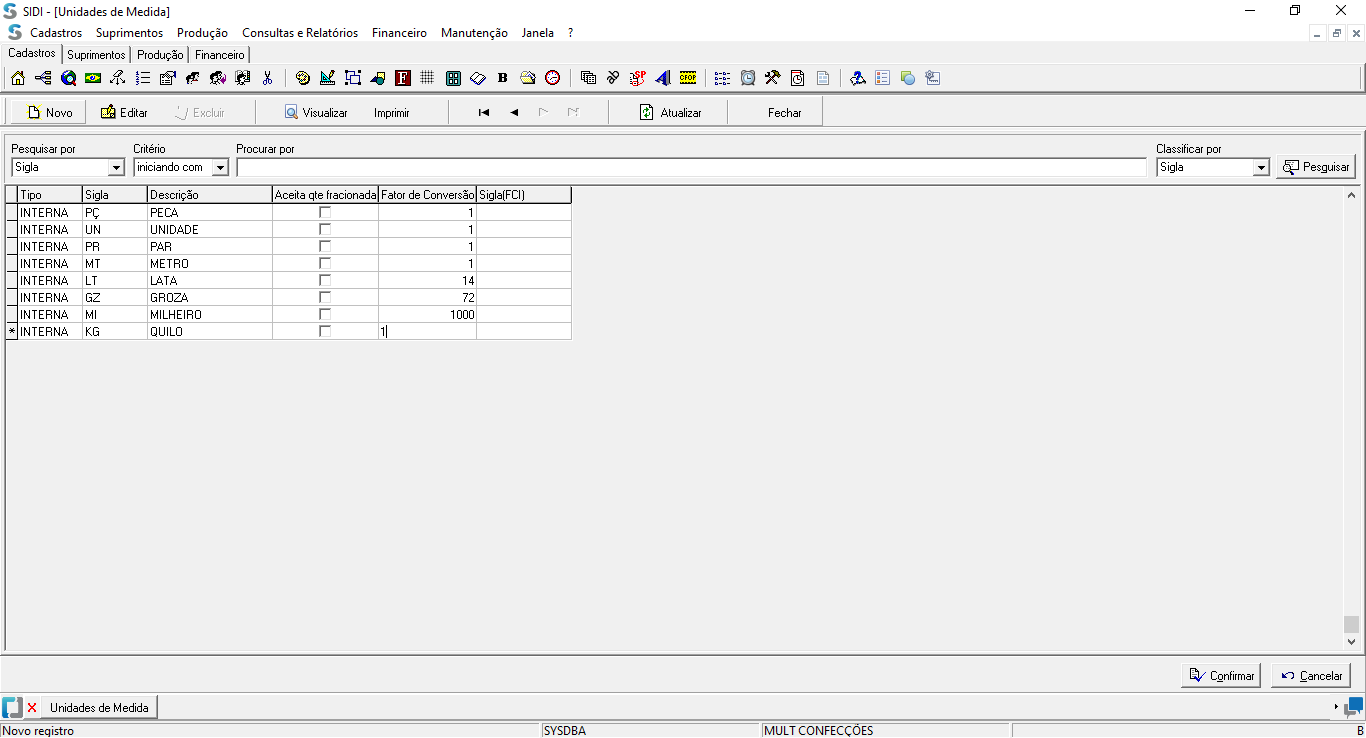 SIDI - [Unidades de Medida]
Cadastros Suprimentos Produção Consultas e Relatórios Financeiro Manutenção Janela ?
Cadastros Suprimentos Produção Financeiro
F B SP CFOP
Novo Editar Excluir Visualizar Imprimir Atualizar Fechar
Pesquisar por Critério Procurar por Classificar por
Sigla iniciando com Sigla Pesquisar
Tipo Sigla Descrição Aceita qte fracionada Fator de Conversão Sigla(FCI)
INTERNA PÇ PECA 1
INTERNA UN UNIDADE 1
INTERNA PR PAR 1
INTERNA MT METRO 1
INTERNA LT LATA 14
INTERNA GZ GROZA 72
INTERNA MI MILHEIRO 1000
* INTERNA KG QUILO 1
Confirmar Cancelar
Unidades de Medida
Novo registro SYSDBA MULT CONFECÇÕES B